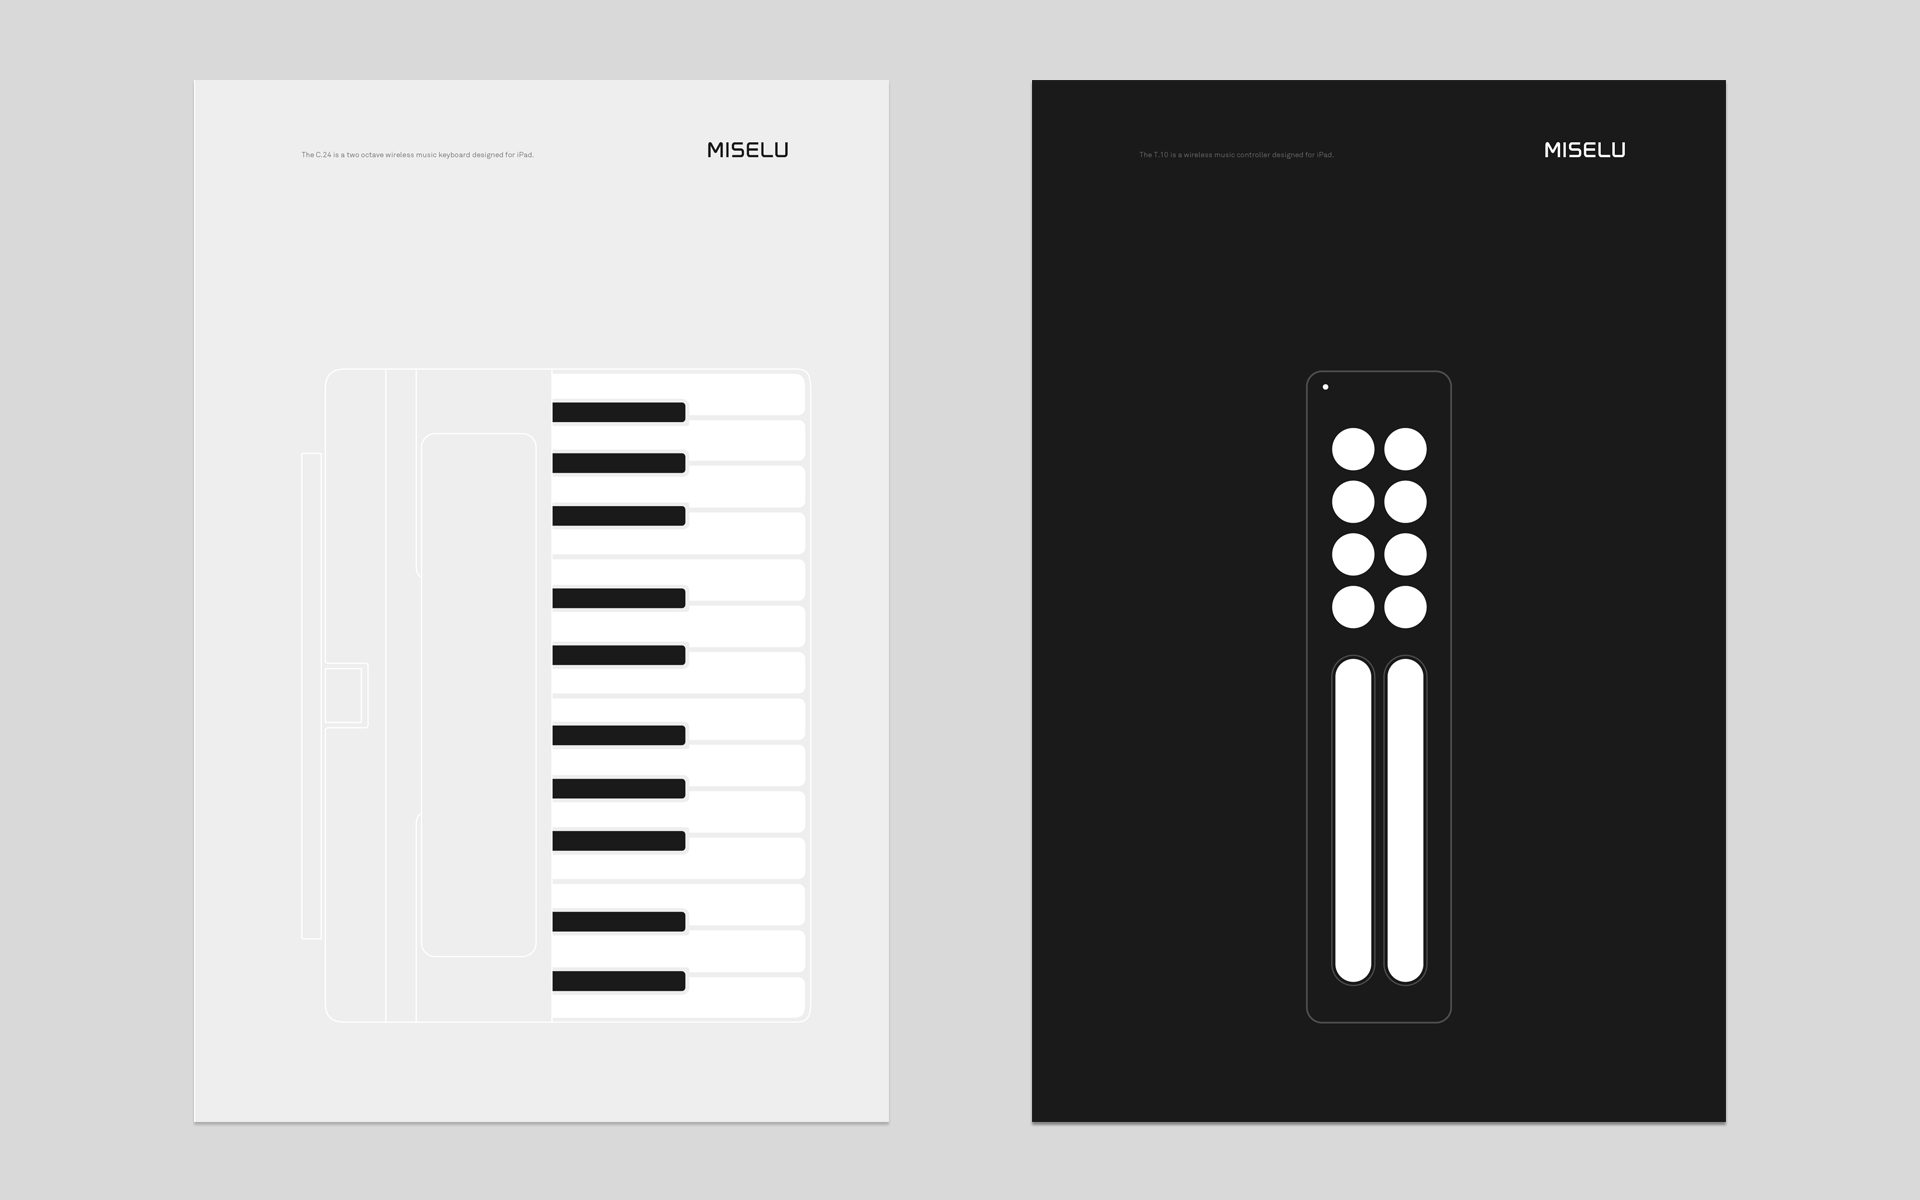 The C.24 is a two octave wireless music keyboard designed for iPad.
MISELU
The T.10 is a wireless music controller designed for iPad.
MISELU